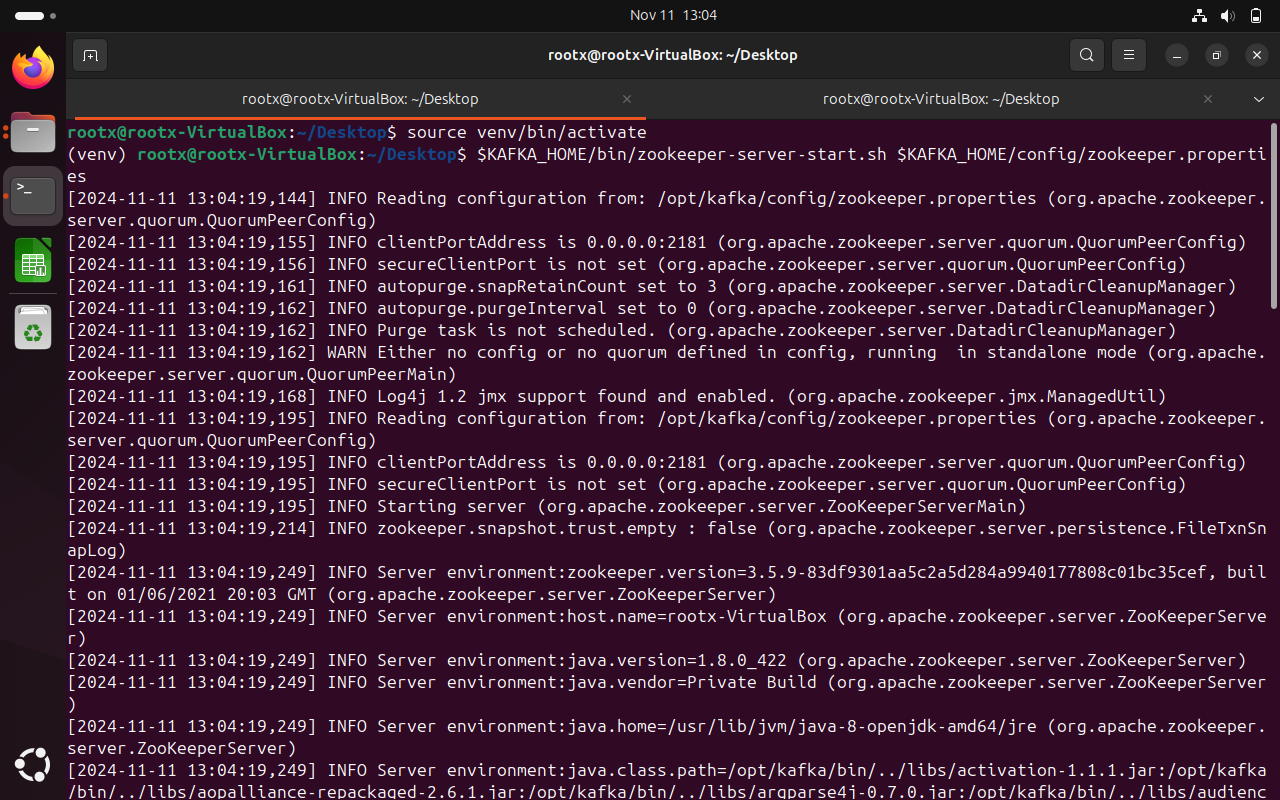 Nov 11 13:04
rootx@rootx-VirtualBox: ~/Desktop
rootx@rootx-VirtualBox: ~/Desktop
rootx@rootx-VirtualBox: ~/Desktop
rootx@rootx-VirtualBox:~/Desktop$ source venv/bin/activate
(venv) rootx@rootx-VirtualBox:~/Desktop$ $KAFKA_HOME/bin/zookeeper-server-start.sh $KAFKA_HOME/config/zookeeper.properti
es
[2024-11-11 13:04:19,144] INFO Reading configuration from: /opt/kafka/config/zookeeper.properties (org.apache.zookeeper.
server.quorum.QuorumPeerConfig)
[2024-11-11 13:04:19,155] INFO clientPortAddress is 0.0.0.0:2181 (org.apache.zookeeper.server.quorum.QuorumPeerConfig)
[2024-11-11 13:04:19,156] INFO secureClientPort is not set (org.apache.zookeeper.server.quorum.QuorumPeerConfig)
[2024-11-11 13:04:19,161] INFO autopurge.snapRetainCount set to 3 (org.apache.zookeeper.server.DatadirCleanupManager)
[2024-11-11 13:04:19,162] INFO autopurge.purgeInterval set to 0 (org.apache.zookeeper.server.DatadirCleanupManager)
[2024-11-11 13:04:19,162] INFO Purge task is not scheduled. (org.apache.zookeeper.server.DatadirCleanupManager)
[2024-11-11 13:04:19,162] WARN Either no config or no quorum defined in config, running  in standalone mode (org.apache.
zookeeper.server.quorum.QuorumPeerMain)
[2024-11-11 13:04:19,168] INFO Log4j 1.2 jmx support found and enabled. (org.apache.zookeeper.jmx.ManagedUtil)
[2024-11-11 13:04:19,195] INFO Reading configuration from: /opt/kafka/config/zookeeper.properties (org.apache.zookeeper.
server.quorum.QuorumPeerConfig)
[2024-11-11 13:04:19,195] INFO clientPortAddress is 0.0.0.0:2181 (org.apache.zookeeper.server.quorum.QuorumPeerConfig)
[2024-11-11 13:04:19,195] INFO secureClientPort is not set (org.apache.zookeeper.server.quorum.QuorumPeerConfig)
[2024-11-11 13:04:19,195] INFO Starting server (org.apache.zookeeper.server.ZooKeeperServerMain)
[2024-11-11 13:04:19,214] INFO zookeeper.snapshot.trust.empty : false (org.apache.zookeeper.server.persistence.FileTxnSn
apLog)
[2024-11-11 13:04:19,249] INFO Server environment:zookeeper.version=3.5.9-83df9301aa5c2a5d284a9940177808c01bc35cef, buil
t on 01/06/2021 20:03 GMT (org.apache.zookeeper.server.ZooKeeperServer)
[2024-11-11 13:04:19,249] INFO Server environment:host.name=rootx-VirtualBox (org.apache.zookeeper.server.ZooKeeperServe
r)
[2024-11-11 13:04:19,249] INFO Server environment:java.version=1.8.0_422 (org.apache.zookeeper.server.ZooKeeperServer)
[2024-11-11 13:04:19,249] INFO Server environment:java.vendor=Private Build (org.apache.zookeeper.server.ZooKeeperServer
)
[2024-11-11 13:04:19,249] INFO Server environment:java.home=/usr/lib/jvm/java-8-openjdk-amd64/jre (org.apache.zookeeper.
server.ZooKeeperServer)
[2024-11-11 13:04:19,249] INFO Server environment:java.class.path=/opt/kafka/bin/../libs/activation-1.1.1.jar:/opt/kafka
/bin/../libs/aopalliance-repackaged-2.6.1.jar:/opt/kafka/bin/../libs/argparse4j-0.7.0.jar:/opt/kafka/bin/../libs/audienc